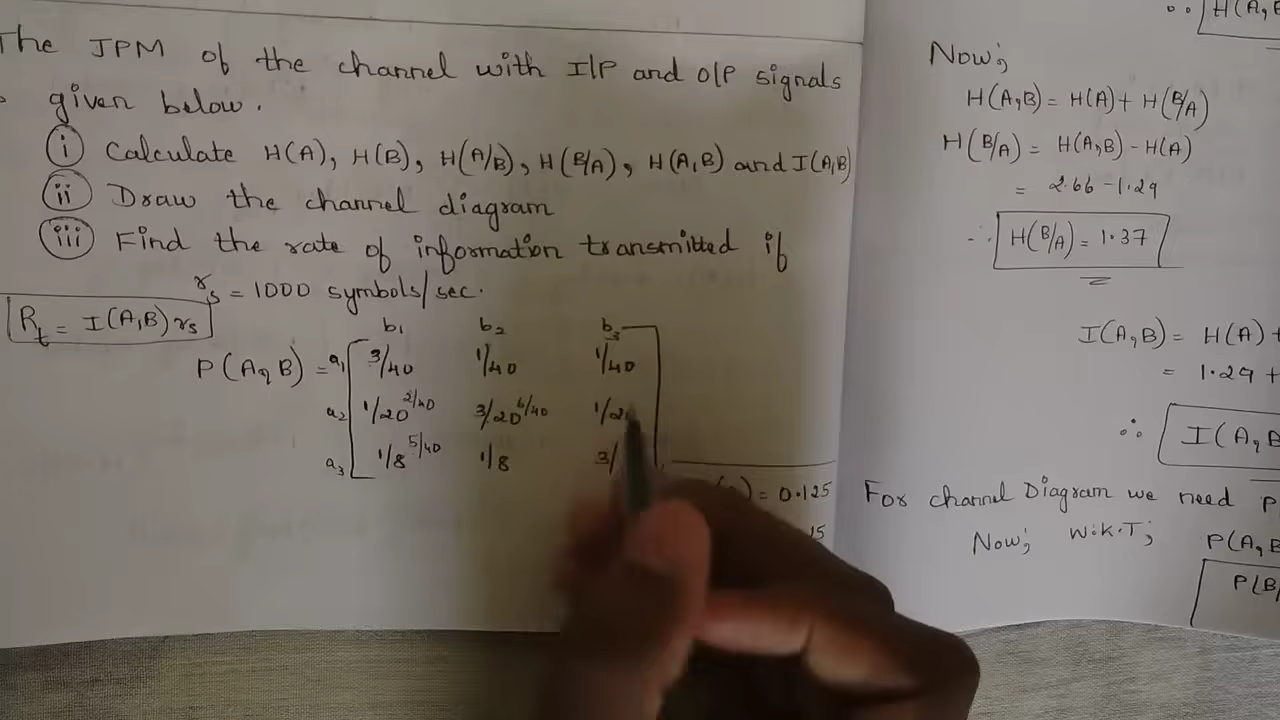 The JPM of the channel with I/P and O/P signals
given below.
(i) Calculate H(A), H(B), H(A/B), H(B/A), H(A,B) and I(A,B)
(ii) Draw the channel diagram
(iii) Find the rate of information transmitted if
rs = 1000 symbols/sec.
Rt = I(A,B) rs
b1 b2 b3
P(A,B) = a1 3/40 1/40 1/40
a2 1/20 2/40 3/20 6/40
a3 1/8 5/40 1/8
= 0.125
H(A,
Now;
H(A,B) = H(A) + H(B/A)
H(B/A) = H(A,B) - H(A)
= 2.66 - 1.29
∴ H(B/A) = 1.37
I(A,B) = H(A)
= 1.29 +
∴ I(A,B
For channel Diagram we need P
Now; W.K.T; P(A,B
P(B/